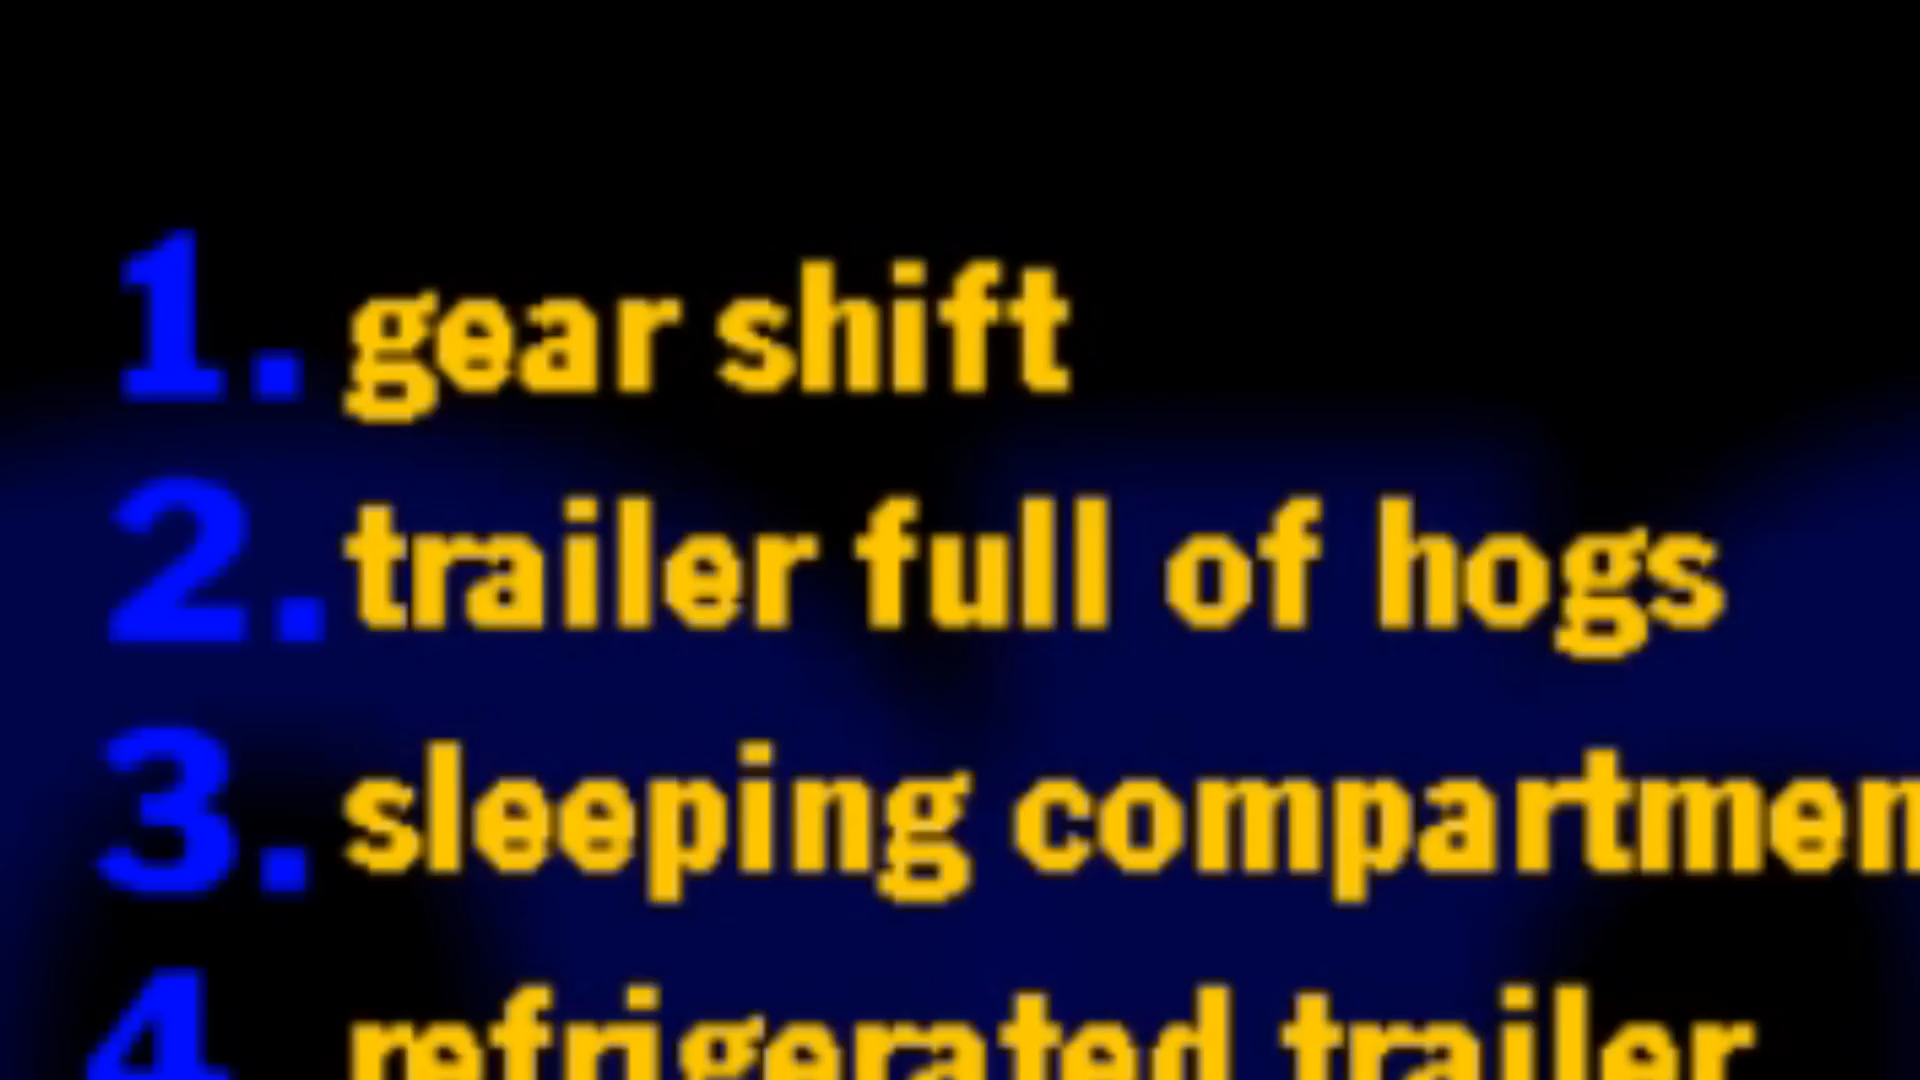 1. gear shift
2. trailer full of hogs
3. sleeping compartmen
4 refrigerated trailer